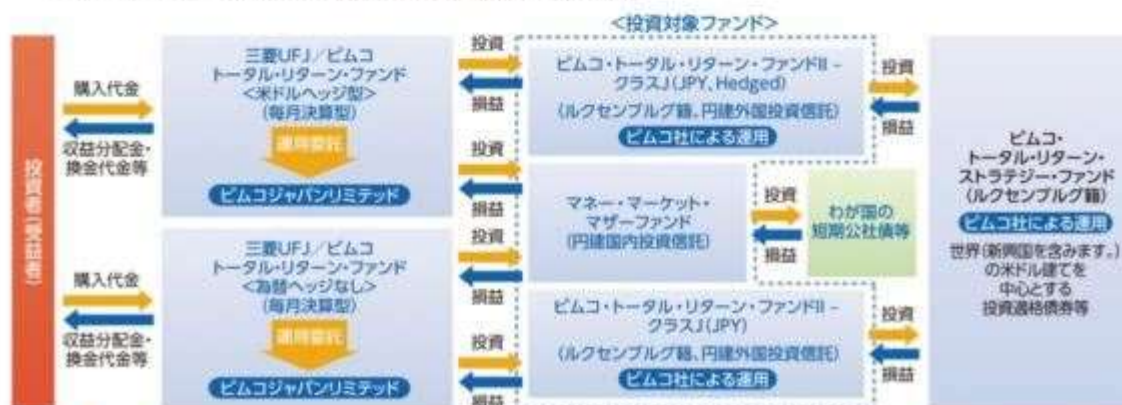 <投資対象ファンド>
投資者(受益者)
購入代金
収益分配金・
換金代金等
三菱UFJ/ピムコ
トータル・リターン・ファンド
<米ドルヘッジ型>
(毎月決算型)
運用委託
ピムコジャパンリミテッド
投資
損益
投資
損益
ピムコ・トータル・リターン・ファンドII -
クラスJ(JPY, Hedged)
(ルクセンブルグ籍、円建外国投資信託)
ピムコ社による運用
投資
損益
マネー・マーケット・
マザーファンド
(円建国内投資信託)
投資
損益
わが国の
短期公社債等
購入代金
収益分配金・
換金代金等
三菱UFJ/ピムコ
トータル・リターン・ファンド
<為替ヘッジなし>
(毎月決算型)
運用委託
ピムコジャパンリミテッド
投資
損益
投資
損益
ピムコ・トータル・リターン・ファンドII -
クラスJ(JPY)
(ルクセンブルグ籍、円建外国投資信託)
ピムコ社による運用
投資
損益
ピムコ・
トータル・リターン・
ストラテジー・ファンド
(ルクセンブルグ籍)
ピムコ社による運用
世界(新興国を含みます。)
の米ドル建てを
中心とする
投資適格債券等